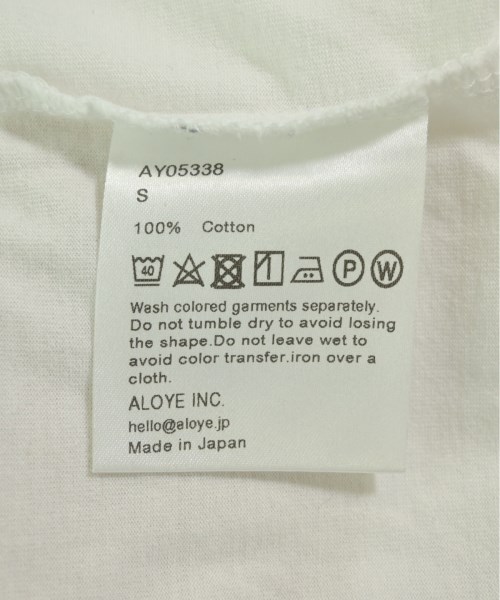 AY05338
S
100% Cotton
40 P W
Wash colored garments separately.
Do not tumble dry to avoid losing
the shape.Do not leave wet to
avoid color transfer.iron over a
cloth.
ALOYE INC.
hello@aloye.jp
Made in Japan